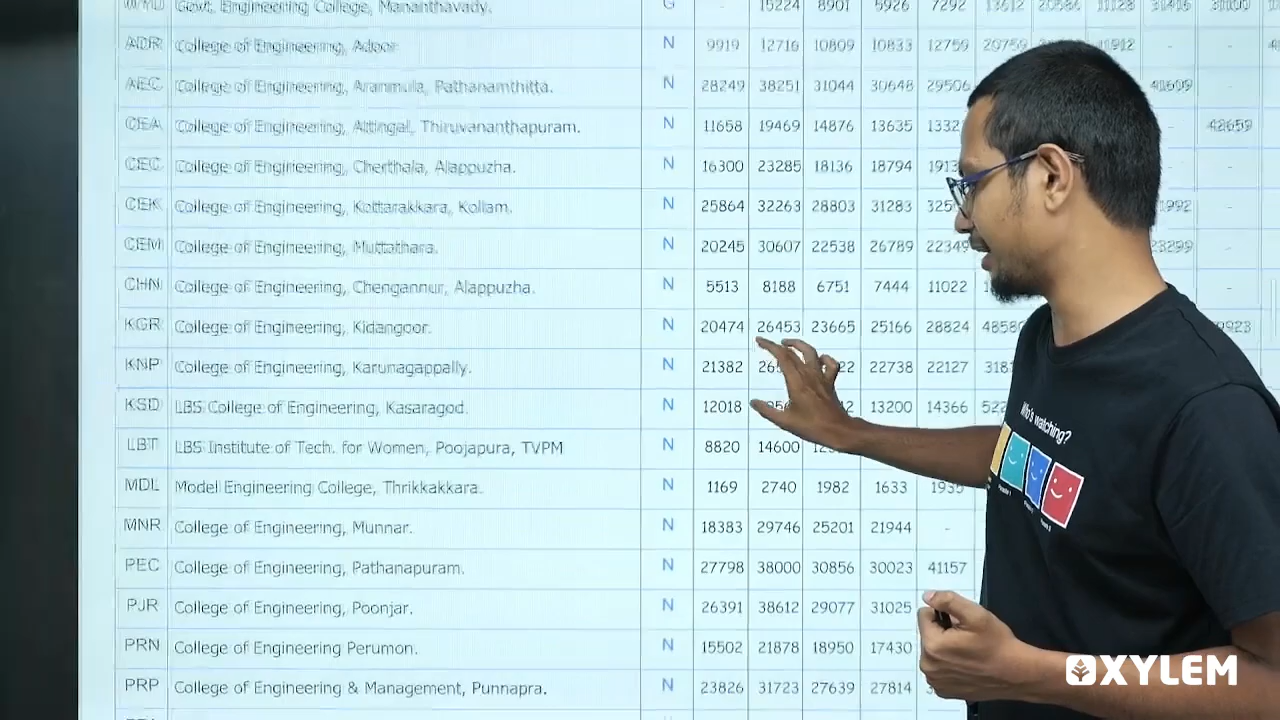 Govt. Engineering College, Mananthavady. G - 15224 8901 5926 7292 13612 20586 11128 31416 31100
ADR College of Engineering, Adoor N 9919 12716 10809 10833 12759 20759 -
AEC College of Engineering, Aranmula, Pathanamthitta. N 28249 38251 31044 30648 29506 41609 -
CEA College of Engineering, Attingal, Thiruvananthapuram. N 11658 19469 14876 13635 - 42659
CEC College of Engineering, Cherthala, Alappuzha. N 16300 23285 18136 18794 - -
CEK College of Engineering, Kottarakkara, Kollam. N 25864 32263 28803 31283 -
CEM College of Engineering, Muttathara. N 20245 30607 22538 26789 22349 23299 -
CHN College of Engineering, Chengannur, Alappuzha. N 5513 8188 6751 7444 11022 -
KGR College of Engineering, Kidangoor. N 20474 26453 23665 25166 28824
KNP College of Engineering, Karunagappally. N 21382 22738 22127
KSD LBS College of Engineering, Kasaragod. N 12018 13200 14366
LBT LBS Institute of Tech. for Women, Poojapura, TVPM N 8820 14600
MDL Model Engineering College, Thrikkakkara. N 1169 2740 1982 1633 1935
MNR College of Engineering, Munnar. N 18383 29746 25201 21944 -
PEC College of Engineering, Pathanapuram. N 27798 38000 30856 30023 41157
PJR College of Engineering, Poonjar. N 26391 38612 29077 31025
PRN College of Engineering Perumon. N 15502 21878 18950 17430
PRP College of Engineering & Management, Punnapra. N 23826 31723 27639 27814
Who's watching?
XYLEM